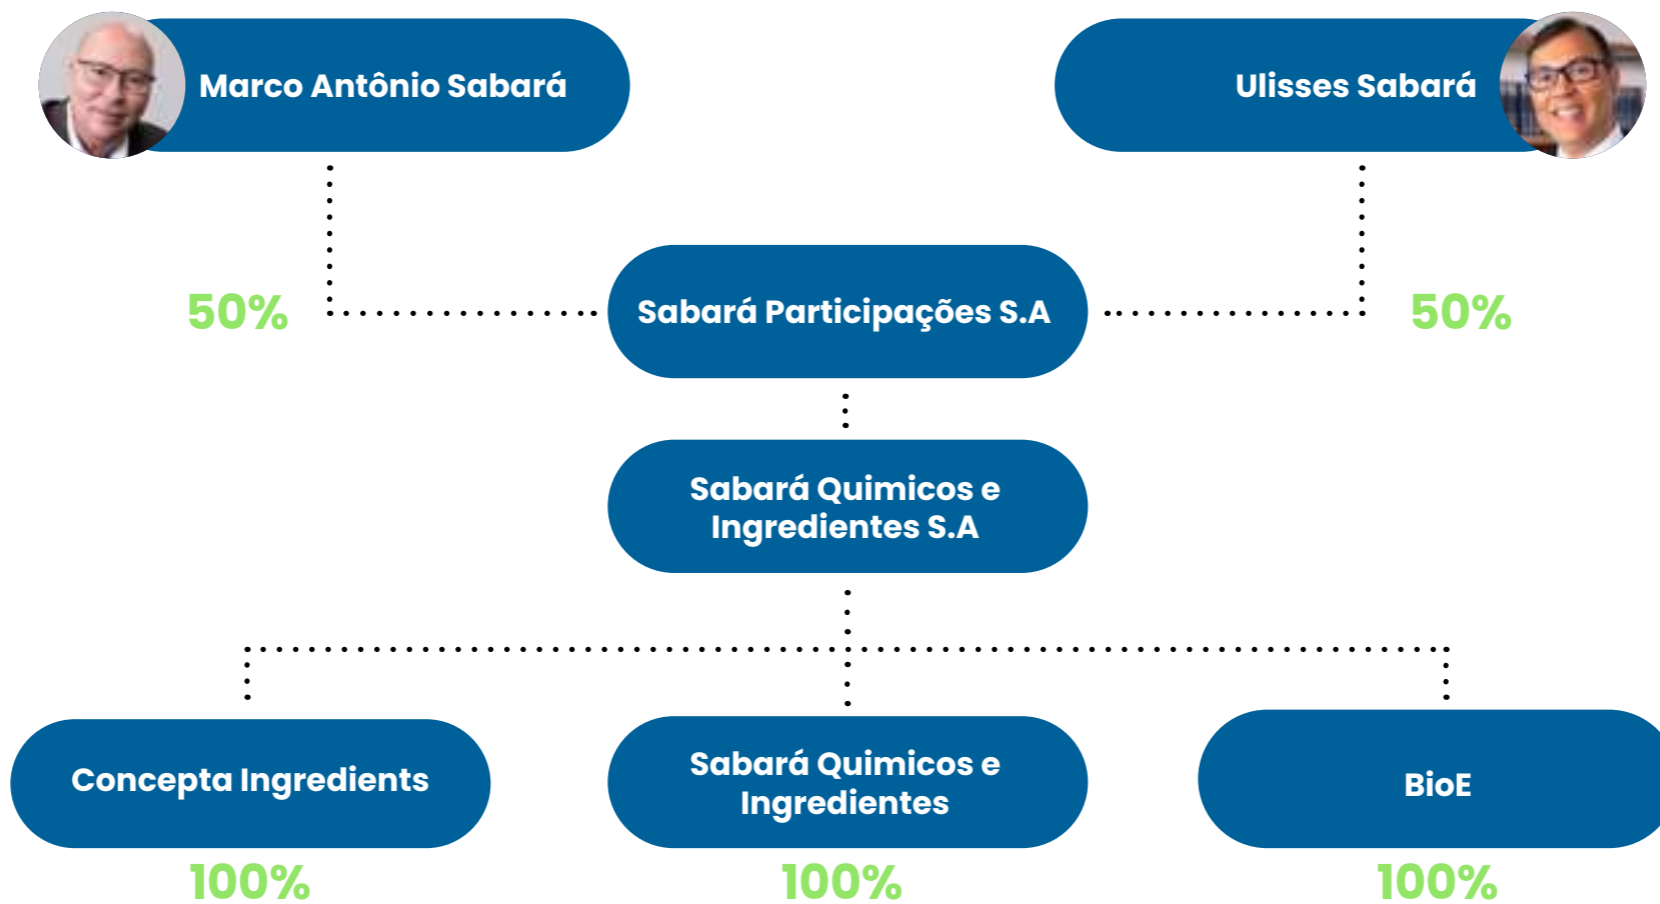 Marco Antônio Sabará
Ulisses Sabará
50%
Sabará Participações S.A
50%
Sabará Quimicos e
Ingredientes S.A
Concepta Ingredients
Sabará Quimicos e
Ingredientes
BioE
100%
100%
100%